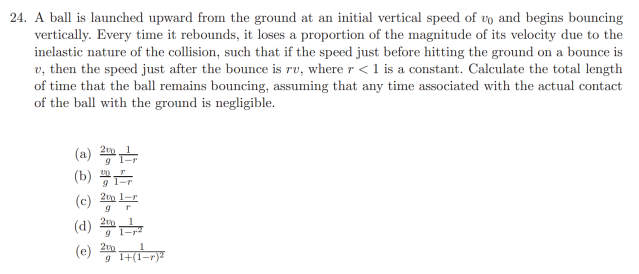 24. A ball is launched upward from the ground at an initial vertical speed of v₀ and begins bouncing
vertically. Every time it rebounds, it loses a proportion of the magnitude of its velocity due to the
inelastic nature of the collision, such that if the speed just before hitting the ground on a bounce is
v, then the speed just after the bounce is rv, where r < 1 is a constant. Calculate the total length
of time that the ball remains bouncing, assuming that any time associated with the actual contact
of the ball with the ground is negligible.
(a) \frac{2v_0}{g} \frac{1}{1-r}
(b) \frac{v_0}{g} \frac{r}{1-r}
(c) \frac{2v_0}{g} \frac{1-r}{r}
(d) \frac{2v_0}{g} \frac{1}{1-r^2}
(e) \frac{2v_0}{g} \frac{1}{1+(1-r)^2}